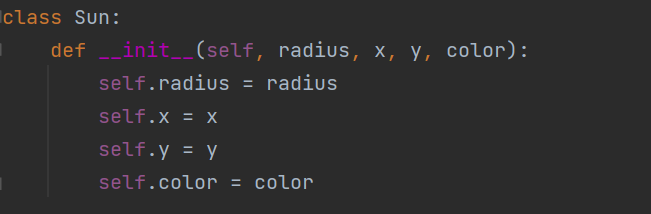 class Sun:
    def __init__(self, radius, x, y, color):
        self.radius = radius
        self.x = x
        self.y = y
        self.color = color